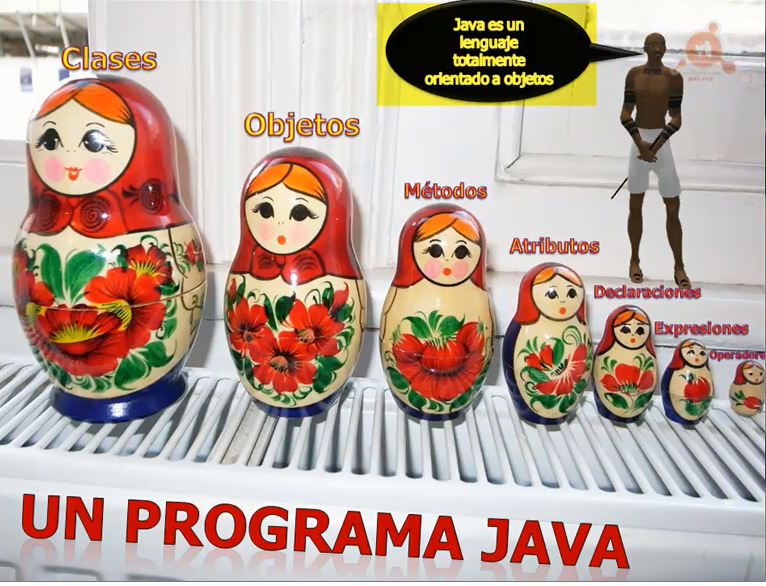 Clases
Objetos
Métodos
Atributos
Declaraciones
Expresiones
Java es un
lenguaje
totalmente
orientado a objetos
UN PROGRAMA JAVA